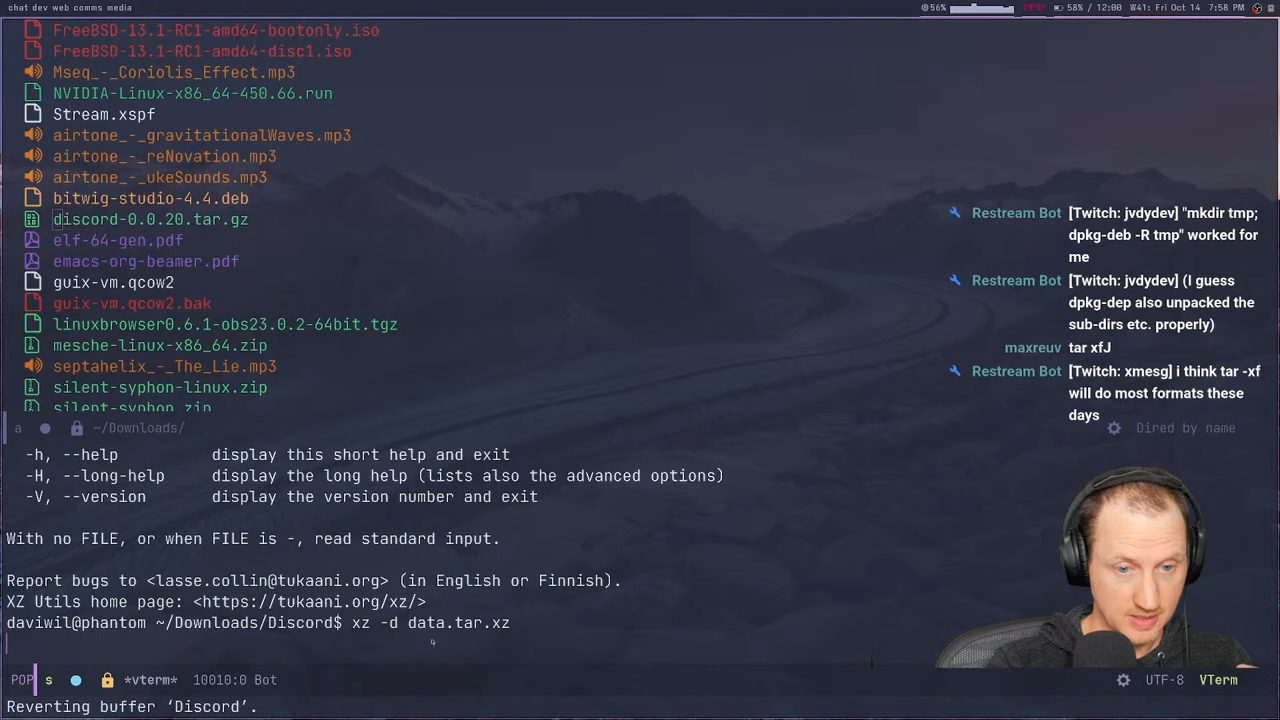 chat dev web comms media
56%
58% / 12:00
W41: Fri Oct 14
7:58 PM
FreeBSD-13.1-RC1-amd64-bootonly.iso
FreeBSD-13.1-RC1-amd64-disc1.iso
Mseq_-_Coriolis_Effect.mp3
NVIDIA-Linux-x86_64-450.66.run
Stream.xspf
airtone_-_gravitationalWaves.mp3
airtone_-_reNovation.mp3
airtone_-_ukeSounds.mp3
bitwig-studio-4.4.deb
discord-0.0.20.tar.gz
elf-64-gen.pdf
emacs-org-beamer.pdf
guix-vm.qcow2
guix-vm.qcow2.bak
linuxbrowser0.6.1-obs23.0.2-64bit.tgz
mesche-linux-x86_64.zip
septahelix_-_The_Lie.mp3
silent-syphon-linux.zip
silent-syphon.zip
a ~/Downloads/ Dired by name
Restream Bot [Twitch: jvdydev] "mkdir tmp;
dpkg-deb -R tmp" worked for
me
Restream Bot [Twitch: jvdydev] (I guess
dpkg-dep also unpacked the
sub-dirs etc. properly)
maxreuv tar xfJ
Restream Bot [Twitch: xmesg] i think tar -xf
will do most formats these
days
-h, --help display this short help and exit
-H, --long-help display the long help (lists also the advanced options)
-V, --version display the version number and exit
With no FILE, or when FILE is -, read standard input.
Report bugs to <lasse.collin@tukaani.org> (in English or Finnish).
XZ Utils home page: <https://tukaani.org/xz/>
daviwil@phantom ~/Downloads/Discord$ xz -d data.tar.xz
POP s *vterm* 10010:0 Bot UTF-8 VTerm
Reverting buffer ‘Discord’.